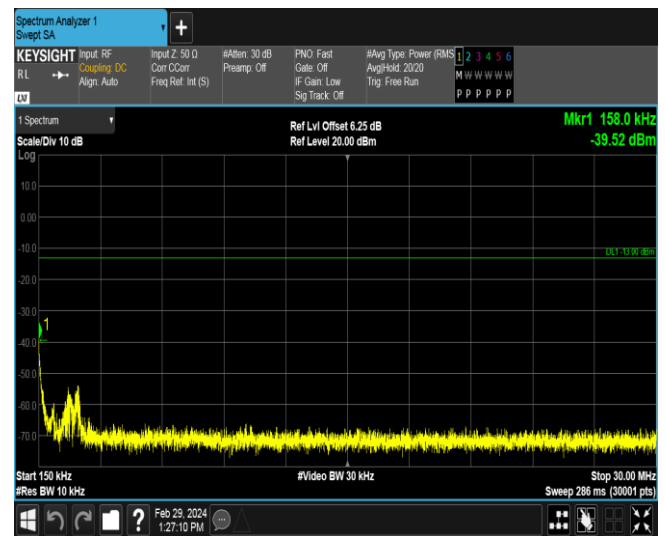 Spectrum Analyzer 1
Swept SA
+
KEYSIGHT Input: RF Input Z: 50 Ω #Atten: 30 dB PNO: Fast #Avg Type: Power (RMS 1 2 3 4 5 6
RL Coupling: DC Corr CCorr Preamp: Off Gate: Off Avg|Hold: 20/20 M W W W W W
Align: Auto Freq Ref: Int (S) IF Gain: Low Trig: Free Run
Sig Track: Off P P P P P P
LXI
1 Spectrum
Ref Lvl Offset 6.25 dB Mkr1 158.0 kHz
Scale/Div 10 dB Ref Level 20.00 dBm -39.52 dBm
Log
10.0
0.00
-10.0
DL1 -13.00 dBm
-20.0
-30.0
1
-40.0
-50.0
-60.0
-70.0
Start 150 kHz #Video BW 30 kHz Stop 30.00 MHz
#Res BW 10 kHz Sweep 286 ms (30001 pts)
? Feb 29, 2024
1:27:10 PM